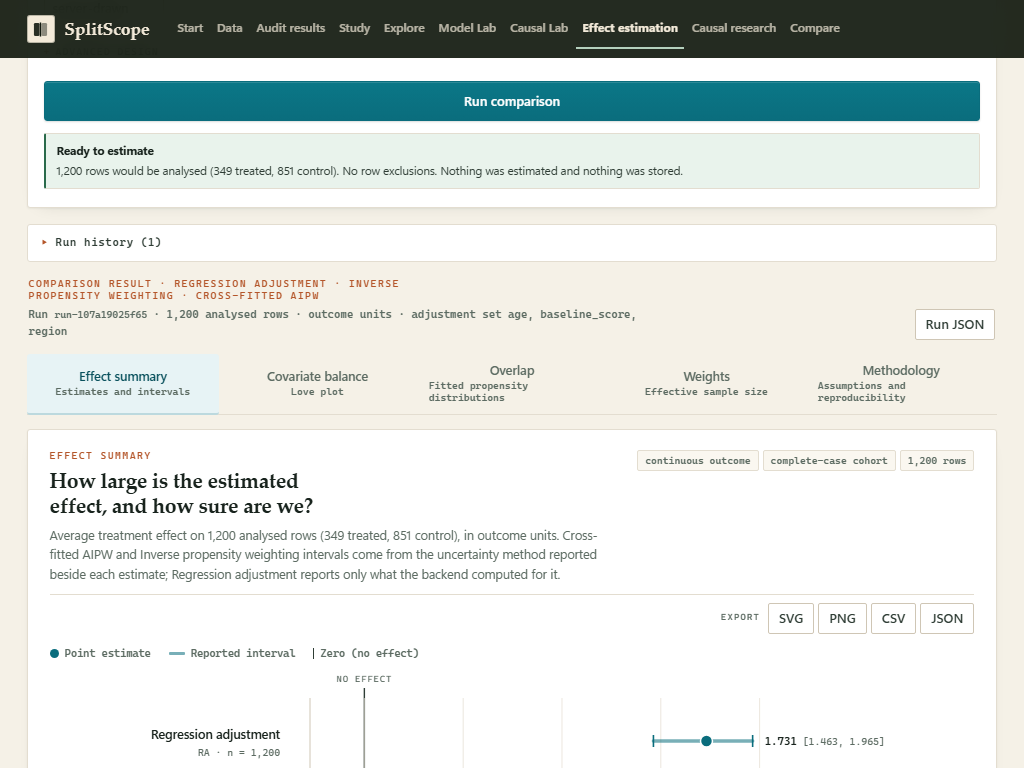 SplitScope
Start Data Audit results Study Explore Model Lab Causal Lab Effect estimation Causal research Compare
Run comparison
Ready to estimate
1,200 rows would be analysed (349 treated, 851 control). No row exclusions. Nothing was estimated and nothing was stored.
Run history (1)
COMPARISON RESULT · REGRESSION ADJUSTMENT · INVERSE
PROPENSITY WEIGHTING · CROSS-FITTED AIPW
Run run-107a19025f65 · 1,200 analysed rows · outcome units · adjustment set age, baseline_score,
region
Run JSON
Effect summary
Estimates and intervals
Covariate balance
Love plot
Overlap
Fitted propensity
distributions
Weights
Effective sample size
Methodology
Assumptions and
reproducibility
EFFECT SUMMARY
continuous outcome complete-case cohort 1,200 rows
How large is the estimated
effect, and how sure are we?
Average treatment effect on 1,200 analysed rows (349 treated, 851 control), in outcome units. Cross-
fitted AIPW and Inverse propensity weighting intervals come from the uncertainty method reported
beside each estimate; Regression adjustment reports only what the backend computed for it.
EXPORT SVG PNG CSV JSON
Point estimate Reported interval Zero (no effect)
NO EFFECT
Regression adjustment
RA · n = 1,200
1.731 [1.463, 1.965]